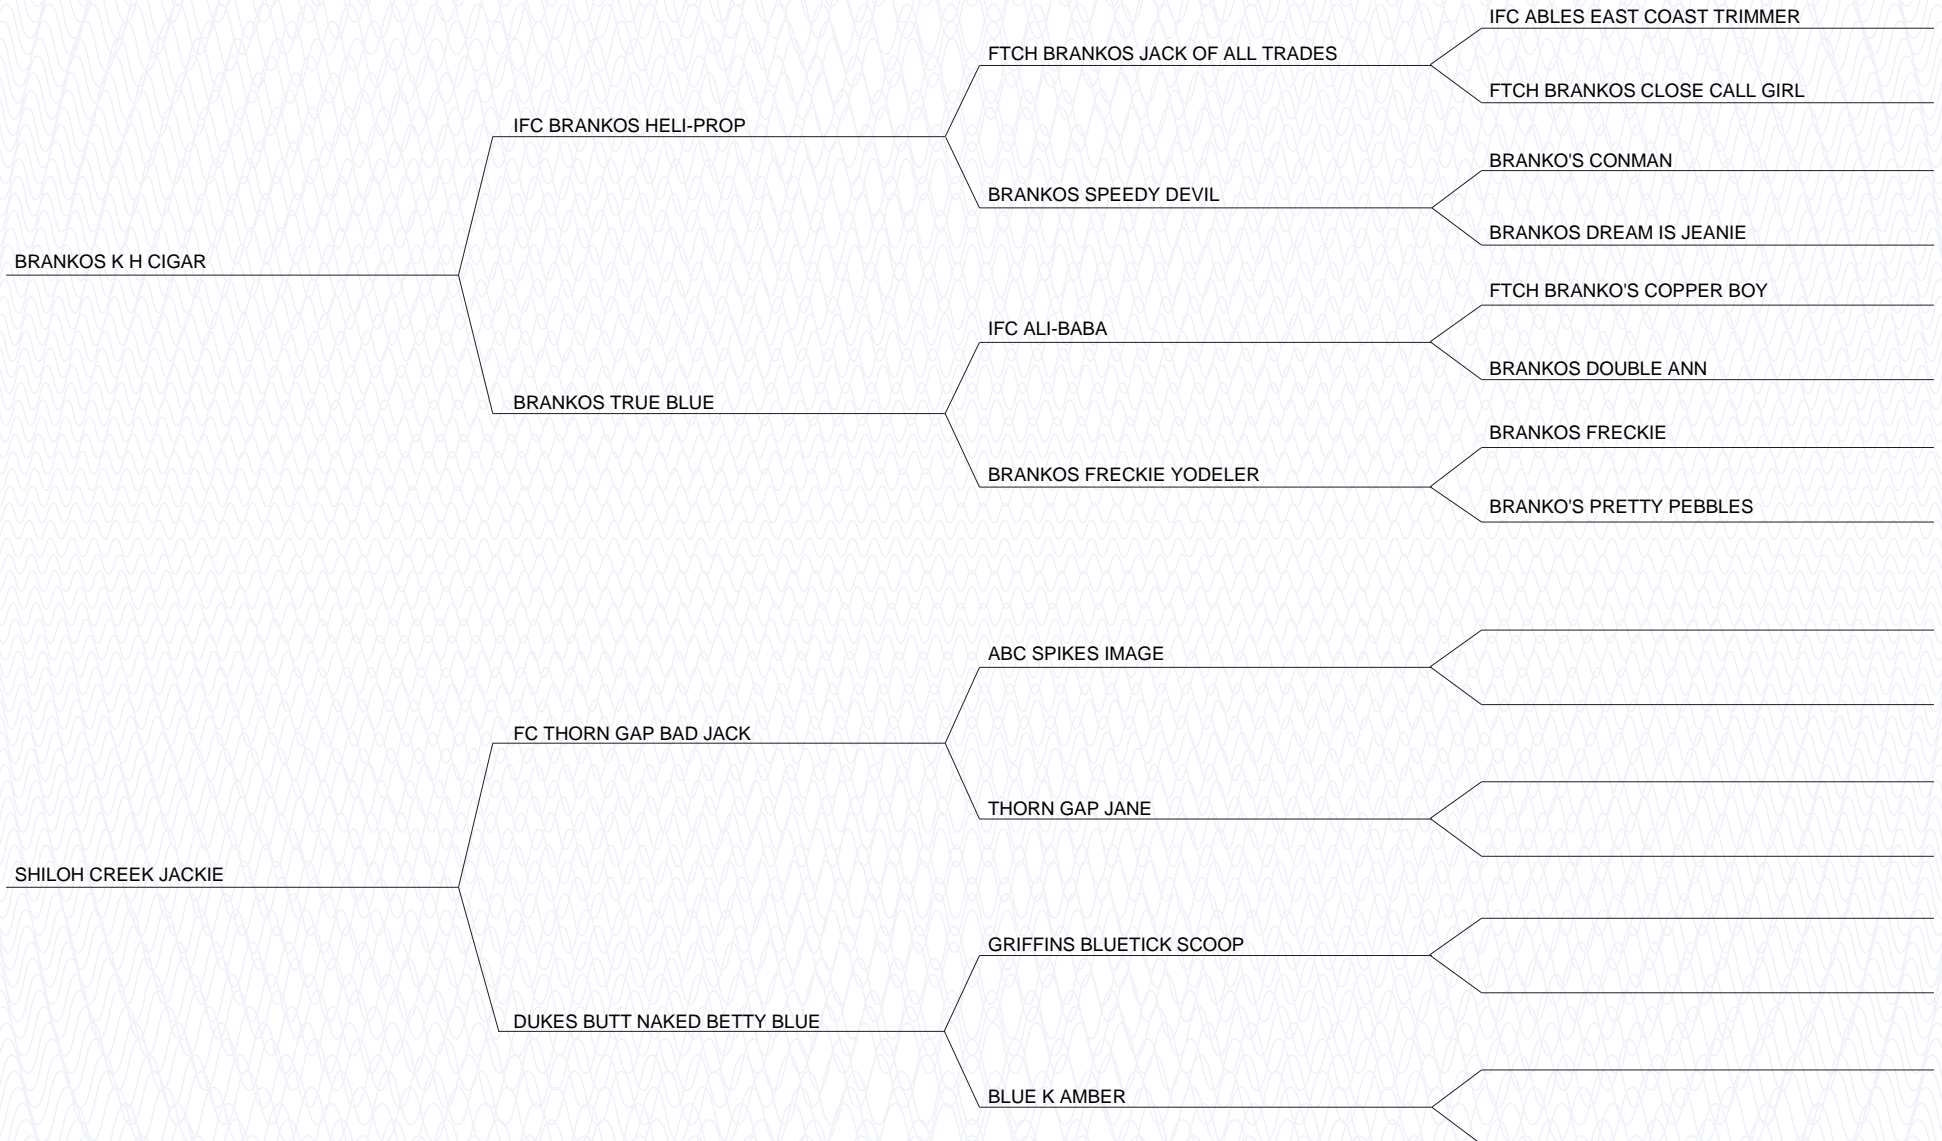 IFC ABLES EAST COAST TRIMMER
FTCH BRANKOS JACK OF ALL TRADES
FTCH BRANKOS CLOSE CALL GIRL
IFC BRANKOS HELI-PROP
BRANKO'S CONMAN
BRANKOS SPEEDY DEVIL
BRANKOS DREAM IS JEANIE
BRANKOS K H CIGAR
FTCH BRANKO'S COPPER BOY
IFC ALI-BABA
BRANKOS DOUBLE ANN
BRANKOS TRUE BLUE
BRANKOS FRECKIE
BRANKOS FRECKIE YODELER
BRANKO'S PRETTY PEBBLES
ABC SPIKES IMAGE
FC THORN GAP BAD JACK
THORN GAP JANE
SHILOH CREEK JACKIE
GRIFFINS BLUETICK SCOOP
DUKES BUTT NAKED BETTY BLUE
BLUE K AMBER